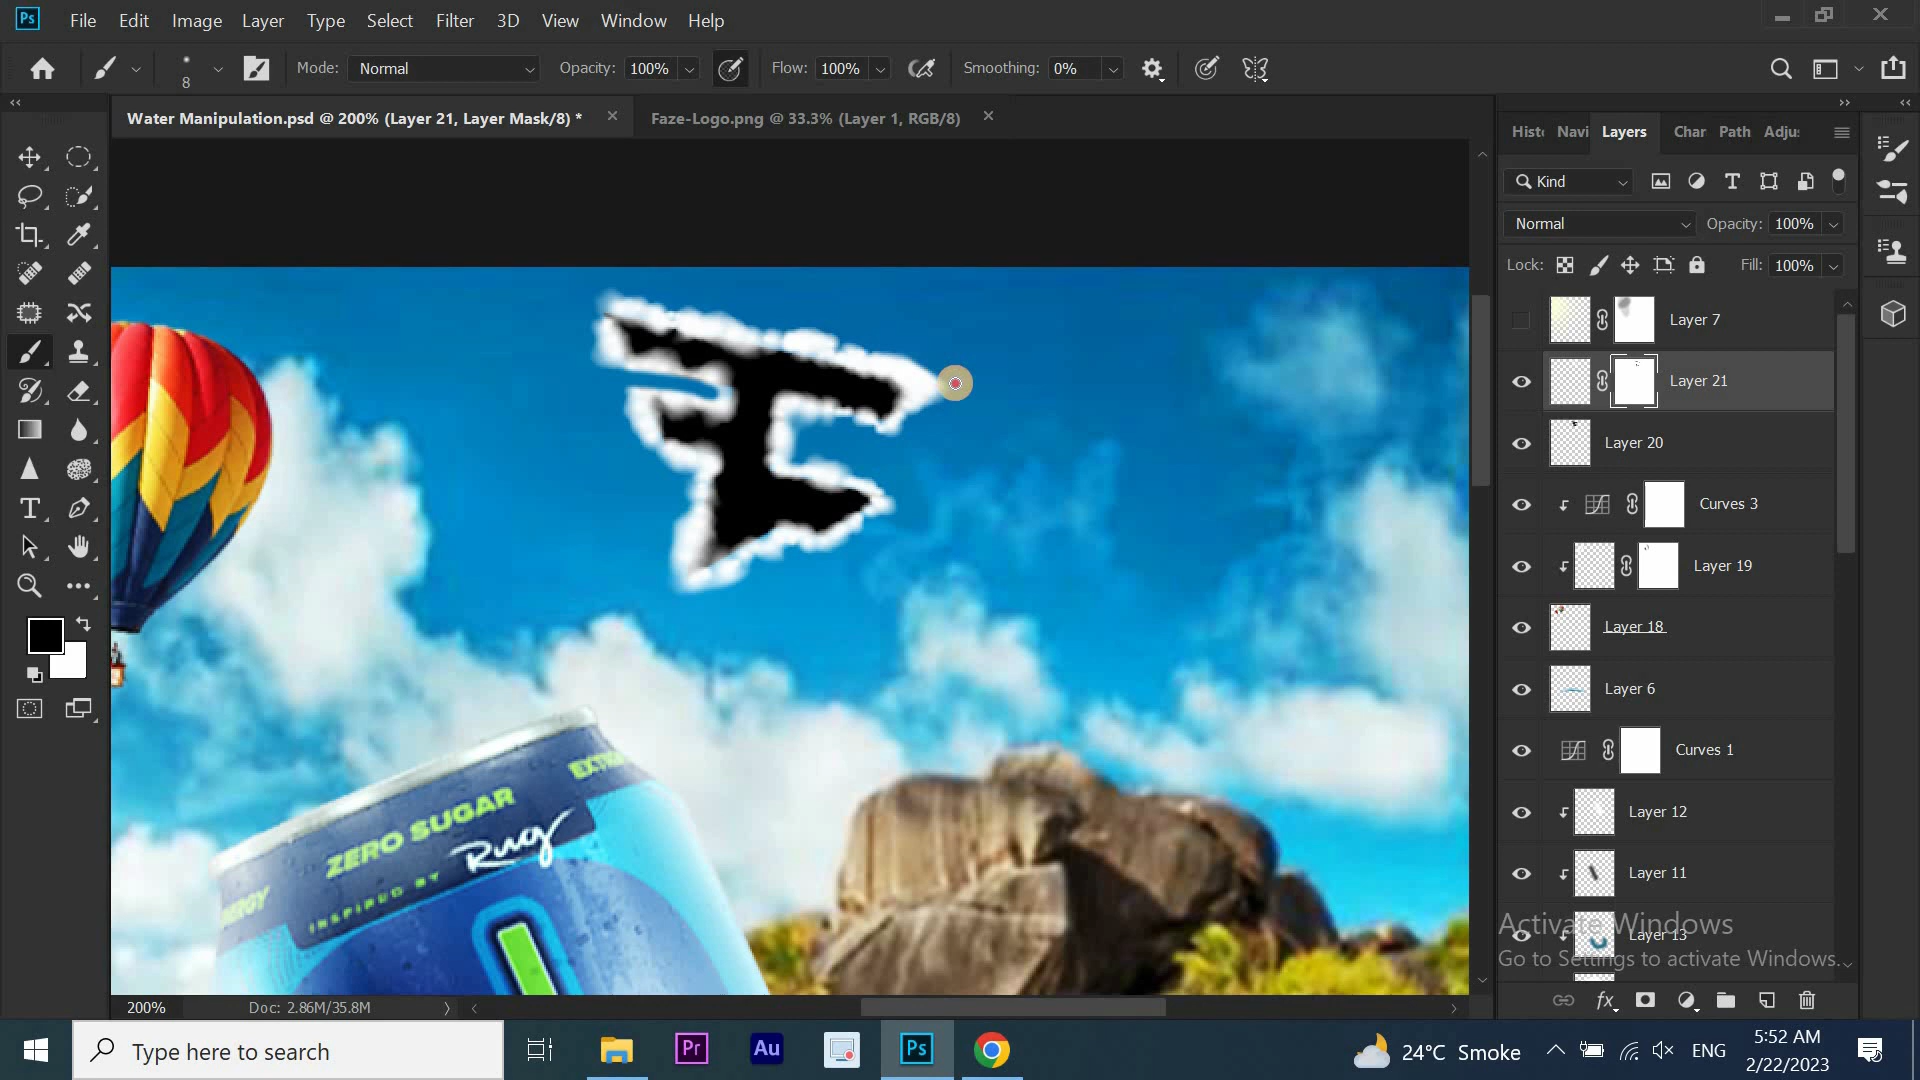 File Edit Image Layer Type Select Filter 3D View Window Help
8 Mode: Normal Opacity: 100% Flow: 100% Smoothing: 0%
Water Manipulation.psd @ 200% (Layer 21, Layer Mask/8) * Faze-Logo.png @ 33.3% (Layer 1, RGB/8)
Histo Navi Layers Char Path Adju
Kind
Normal Opacity: 100%
Lock: Fill: 100%
Layer 7
Layer 21
Layer 20
Curves 3
Layer 19
Layer 18
Layer 6
Curves 1
Layer 12
Layer 11
Layer 13
EXTRA
ZERO SUGAR
Rug
INSPIRED BY
Activate Windows
Go to Settings to activate Windows.
200% Doc: 2.86M/35.8M
Type here to search
Pr Au Ps
24°C Smoke ENG
5:52 AM
2/22/2023